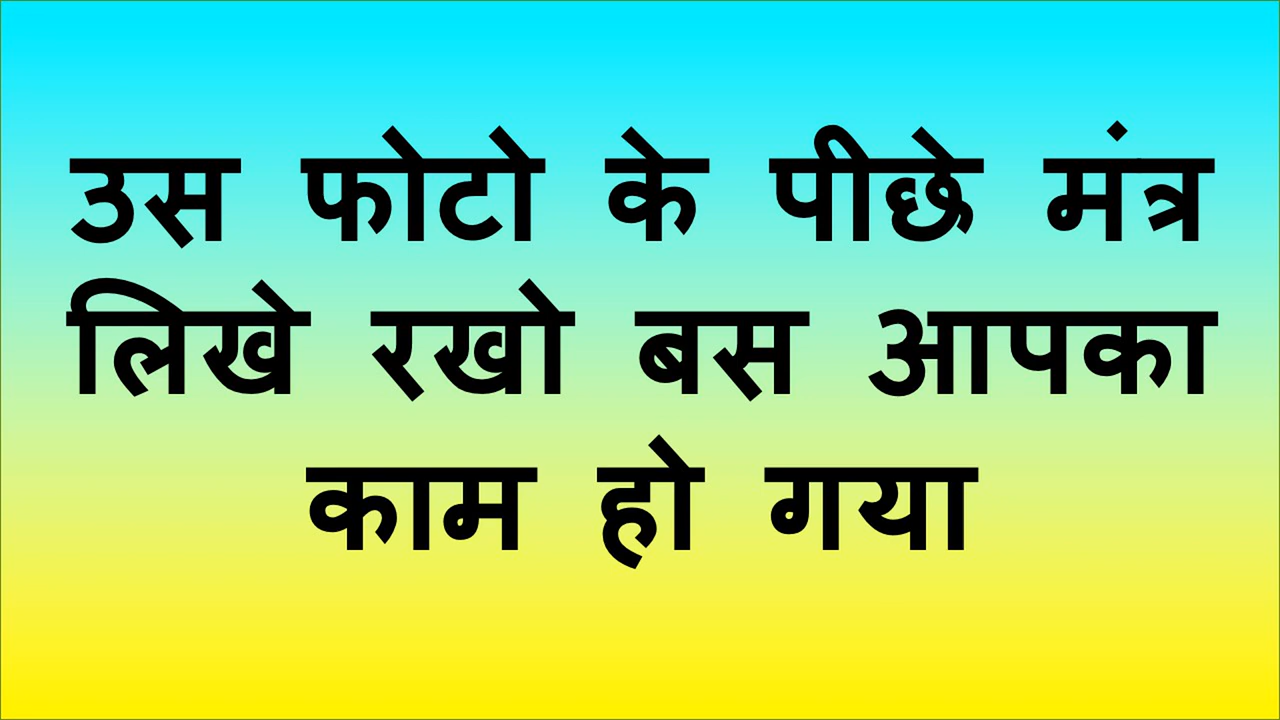 उस फोटो के पीछे मंत्र
लिखे रखो बस आपका
काम हो गया